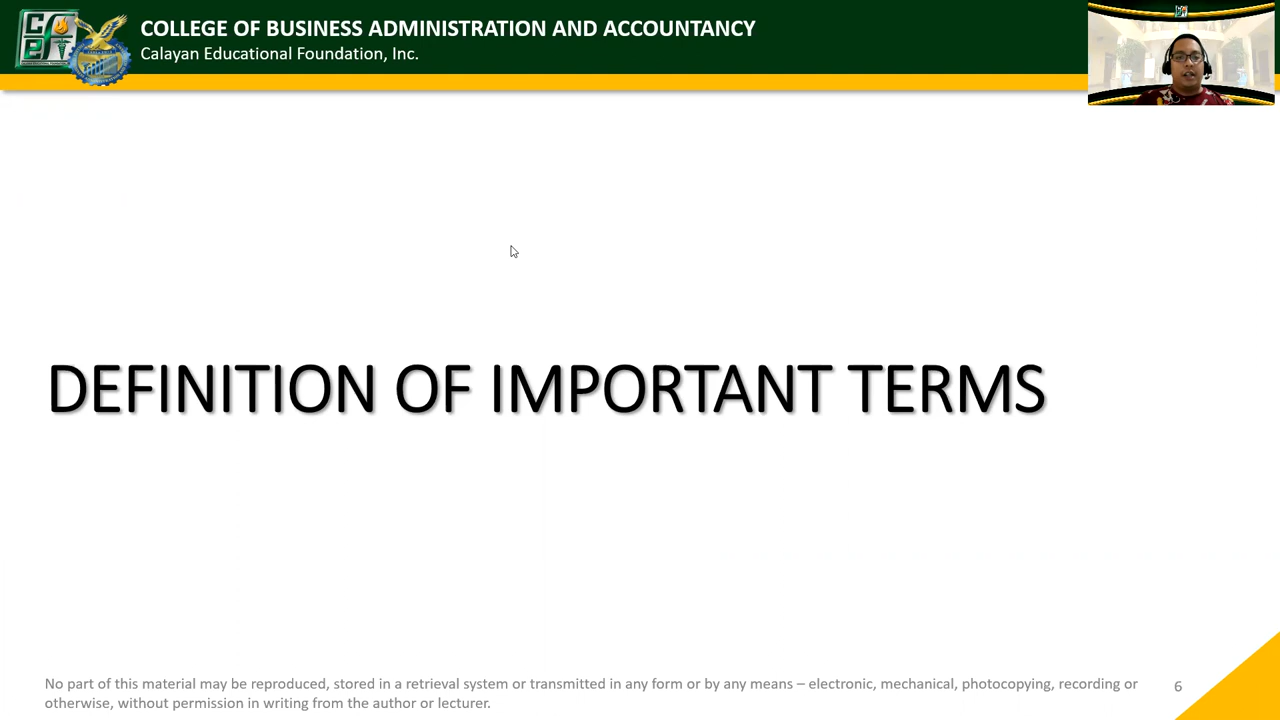 COLLEGE OF BUSINESS ADMINISTRATION AND ACCOUNTANCY
Calayan Educational Foundation, Inc.
DEFINITION OF IMPORTANT TERMS
No part of this material may be reproduced, stored in a retrieval system or transmitted in any form or by any means – electronic, mechanical, photocopying, recording or
otherwise, without permission in writing from the author or lecturer.
6